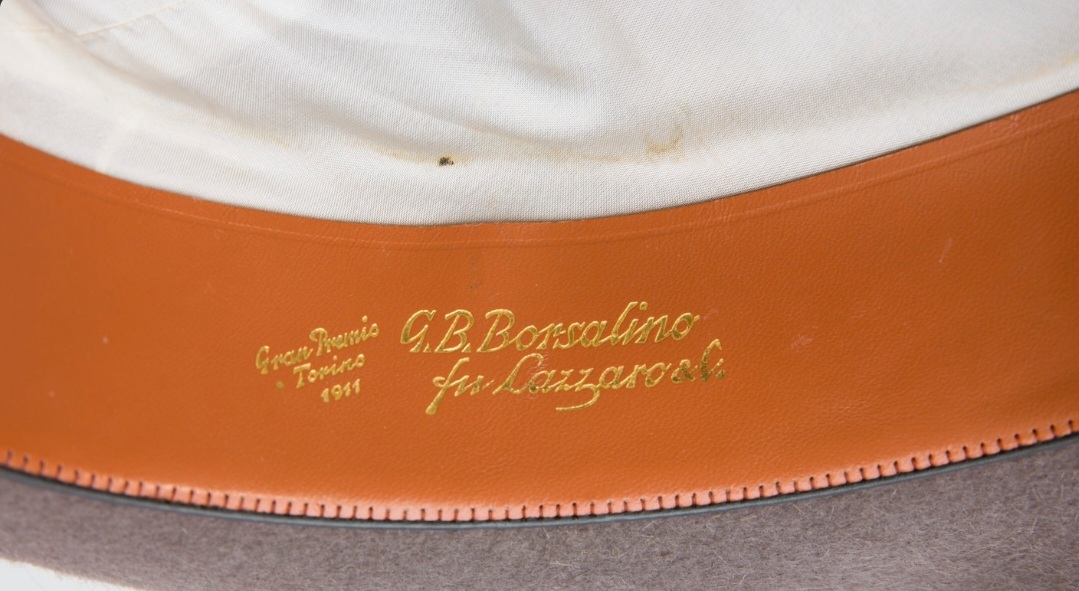 Gran Premio
Torino
1911
G.B. Borsalino
fu Lazzaro & C.